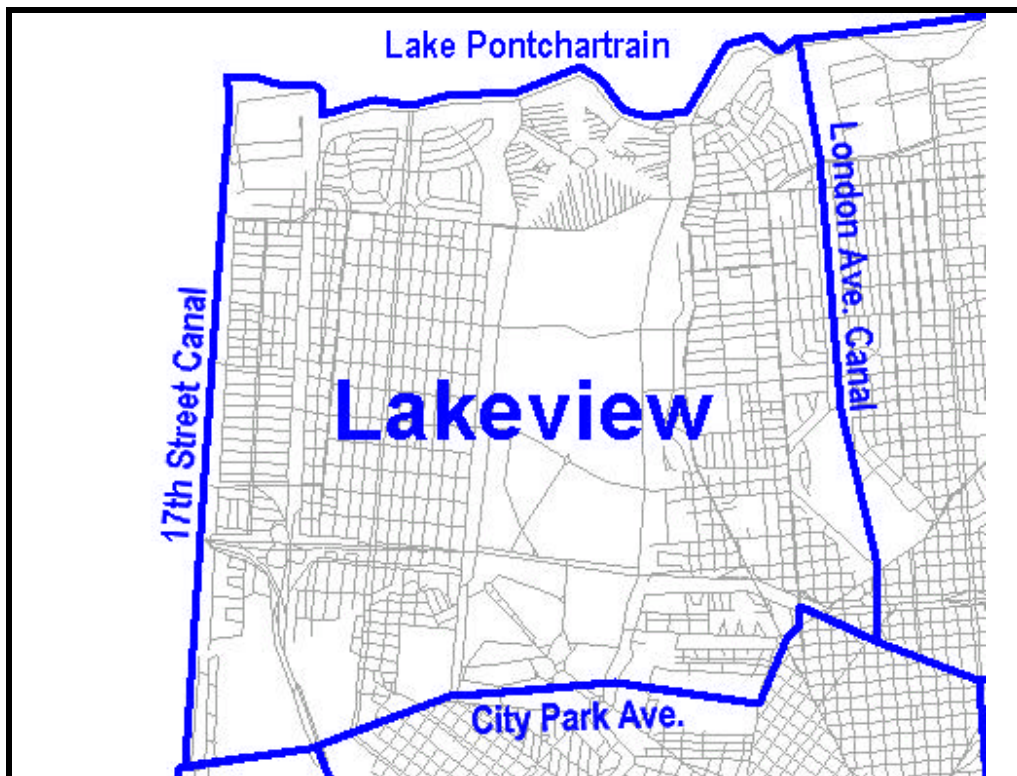 Lake Pontchartrain
London Ave. Canal
17th Street Canal
Lakeview
City Park Ave.